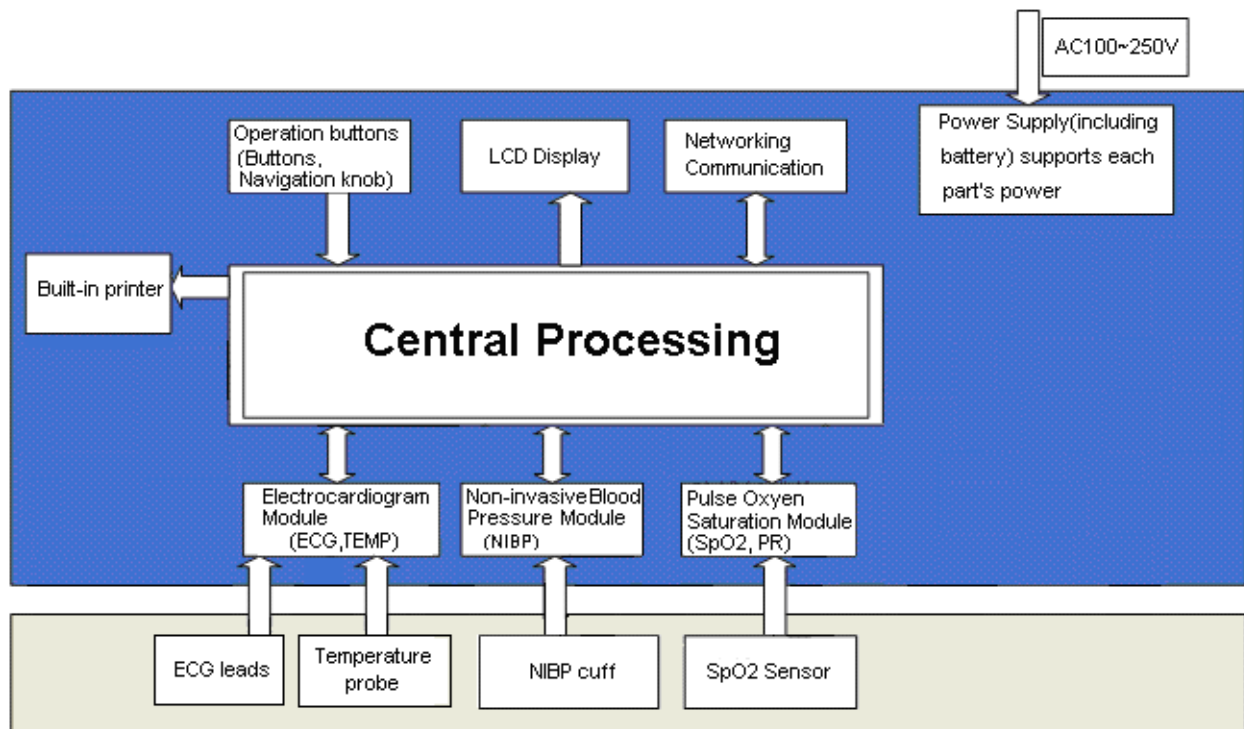 AC100~250V
Operation buttons
(Buttons,
Navigation knob)
LCD Display
Networking
Communication
Power Supply(including
battery) supports each
part's power
Built-in printer
Central Processing
Electrocardiogram
Module
(ECG,TEMP)
Non-invasive Blood
Pressure Module
(NIBP)
Pulse Oxyen
Saturation Module
(SpO2, PR)
ECG leads
Temperature
probe
NIBP cuff
SpO2 Sensor